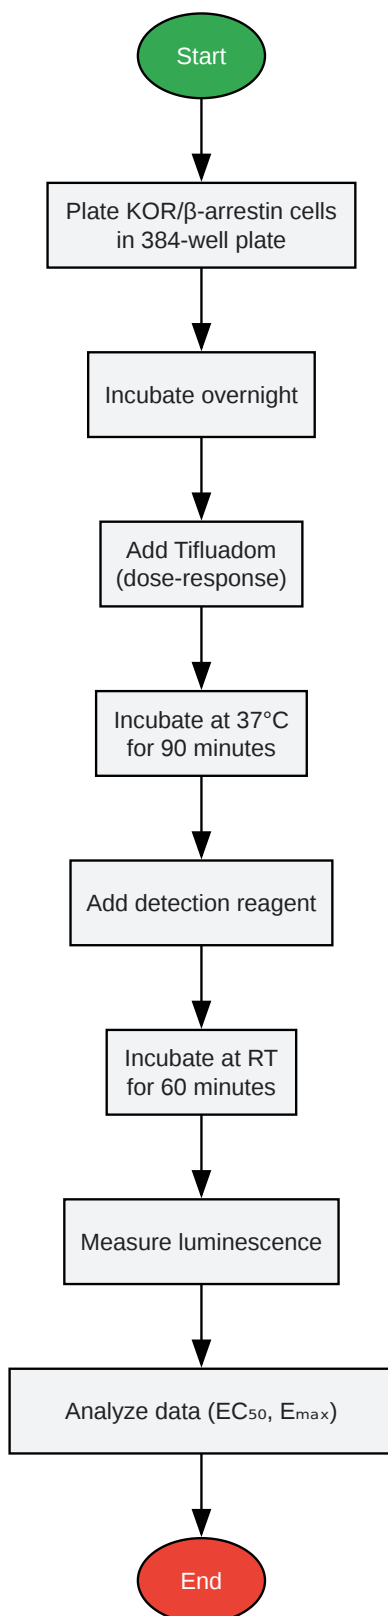 Start
Plate KOR/β-arrestin cells
in 384-well plate
Incubate overnight
Add Tifluadom
(dose-response)
Incubate at 37°C
for 90 minutes
Add detection reagent
Incubate at RT
for 60 minutes
Measure luminescence
Analyze data (EC₅₀, Eₘₐₓ)
End